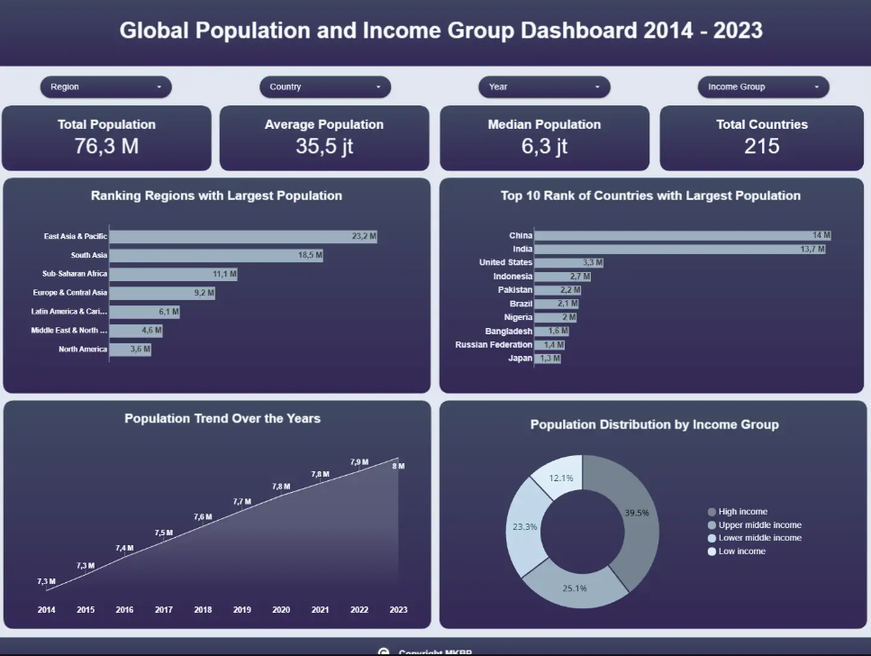 Global Population and Income Group Dashboard 2014 - 2023
Region
Country
Year
Income Group
Total Population
76,3 M
Average Population
35,5 jt
Median Population
6,3 jt
Total Countries
215
Ranking Regions with Largest Population
East Asia & Pacific 23,2 M
South Asia 18,5 M
Sub-Saharan Africa 11,1 M
Europe & Central Asia 9,2 M
Latin America & Cari... 6,1 M
Middle East & North ... 4,6 M
North America 3,6 M
Top 10 Rank of Countries with Largest Population
China 14 M
India 13,7 M
United States 3,3 M
Indonesia 2,7 M
Pakistan 2,2 M
Brazil 2,1 M
Nigeria 2 M
Bangladesh 1,6 M
Russian Federation 1,4 M
Japan 1,3 M
Population Trend Over the Years
7,3 M
7,3 M
7,4 M
7,5 M
7,6 M
7,7 M
7,8 M
7,8 M
7,9 M
8 M
2014 2015 2016 2017 2018 2019 2020 2021 2022 2023
Population Distribution by Income Group
12.1%
39.5%
23.3%
25.1%
High income
Upper middle income
Lower middle income
Low income
Copyright